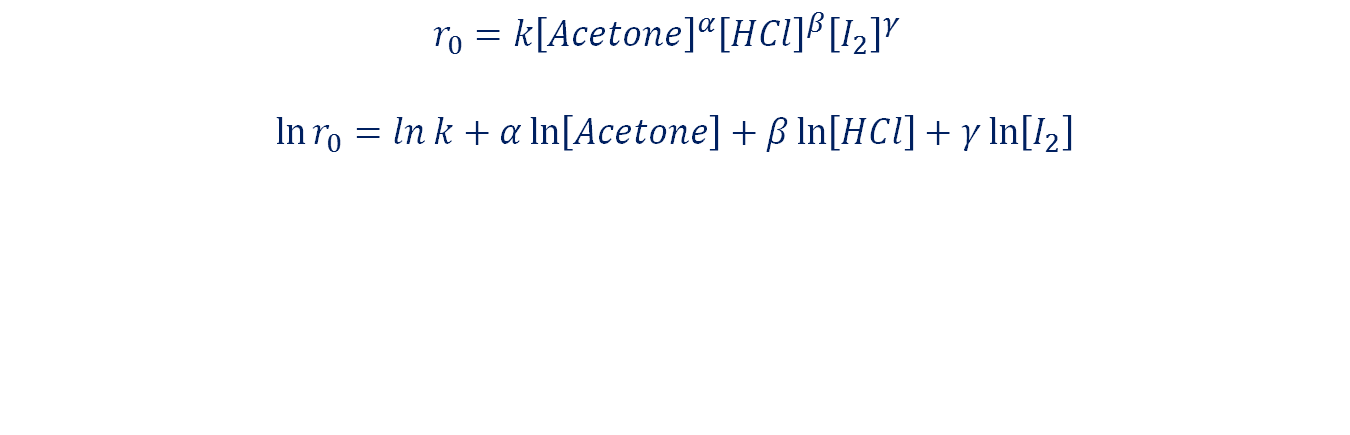 r₀ = k[Acetone]^α[HCl]^β[I₂]^γ
ln r₀ = ln k + α ln[Acetone] + β ln[HCl] + γ ln[I₂]